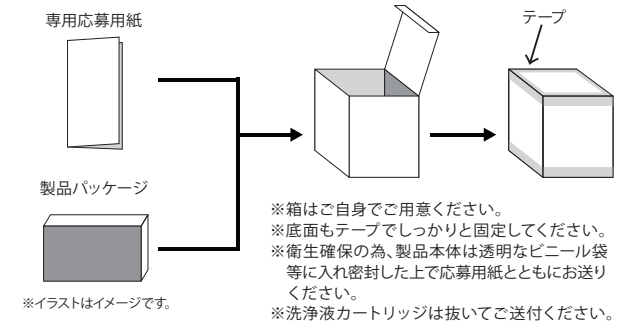 専用応募用紙
テープ
製品パッケージ
※イラストはイメージです。
※箱はご自身でご用意ください。
※底面もテープでしっかりと固定してください。
※衛生確保の為、製品本体は透明なビニール袋
等に入れ密封した上で応募用紙とともにお送り
ください。
※洗浄液カートリッジは抜いてご送付ください。